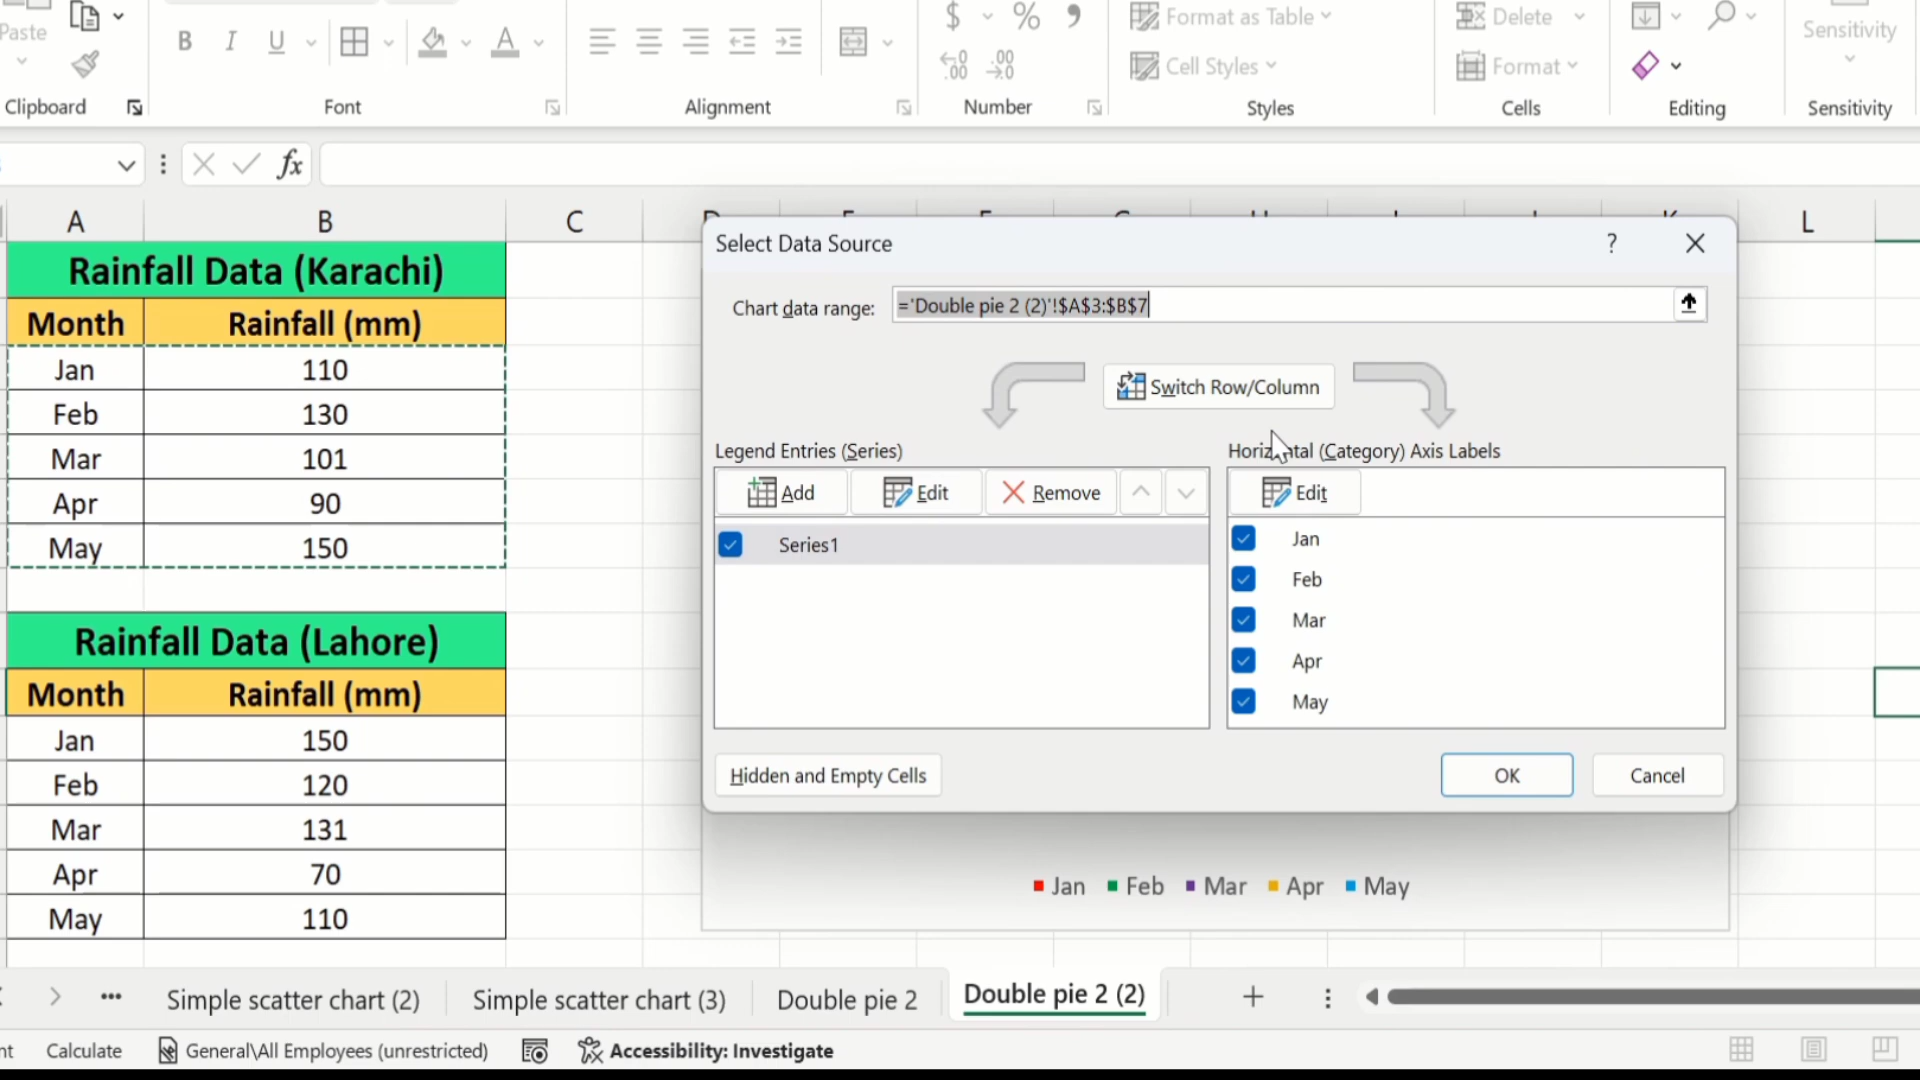 Paste
Clipboard
B I U
A
Font
Alignment
$ % 9
.00
.00
Number
Format as Table
Cell Styles
Styles
Delete
Format
Cells
Editing
Sensitivity
Sensitivity
fx
A B C L
Rainfall Data (Karachi)
Month Rainfall (mm)
Jan 110
Feb 130
Mar 101
Apr 90
May 150
Rainfall Data (Lahore)
Month Rainfall (mm)
Jan 150
Feb 120
Mar 131
Apr 70
May 110
Select Data Source ?
Chart data range: ='Double pie 2 (2)'!$A$3:$B$7
Switch Row/Column
Legend Entries (Series)
Add Edit Remove
Series1
Horizontal (Category) Axis Labels
Edit
Jan
Feb
Mar
Apr
May
Hidden and Empty Cells OK Cancel
Jan Feb Mar Apr May
Simple scatter chart (2) Simple scatter chart (3) Double pie 2 Double pie 2 (2)
Calculate General\All Employees (unrestricted) Accessibility: Investigate